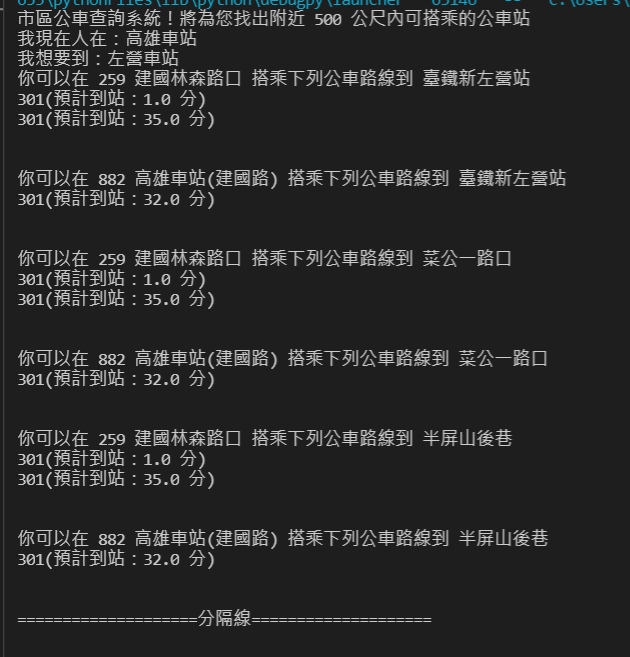 市區公車查詢系統！將為您找出附近 500 公尺內可搭乘的公車站
我現在人在：高雄車站
我想要到：左營車站
你可以在 259 建國林森路口 搭乘下列公車路線到 臺鐵新左營站
301(預計到站：1.0 分)
301(預計到站：35.0 分)
你可以在 882 高雄車站(建國路) 搭乘下列公車路線到 臺鐵新左營站
301(預計到站：32.0 分)
你可以在 259 建國林森路口 搭乘下列公車路線到 菜公一路口
301(預計到站：1.0 分)
301(預計到站：35.0 分)
你可以在 882 高雄車站(建國路) 搭乘下列公車路線到 菜公一路口
301(預計到站：32.0 分)
你可以在 259 建國林森路口 搭乘下列公車路線到 半屏山後巷
301(預計到站：1.0 分)
301(預計到站：35.0 分)
你可以在 882 高雄車站(建國路) 搭乘下列公車路線到 半屏山後巷
301(預計到站：32.0 分)
====================分隔線====================